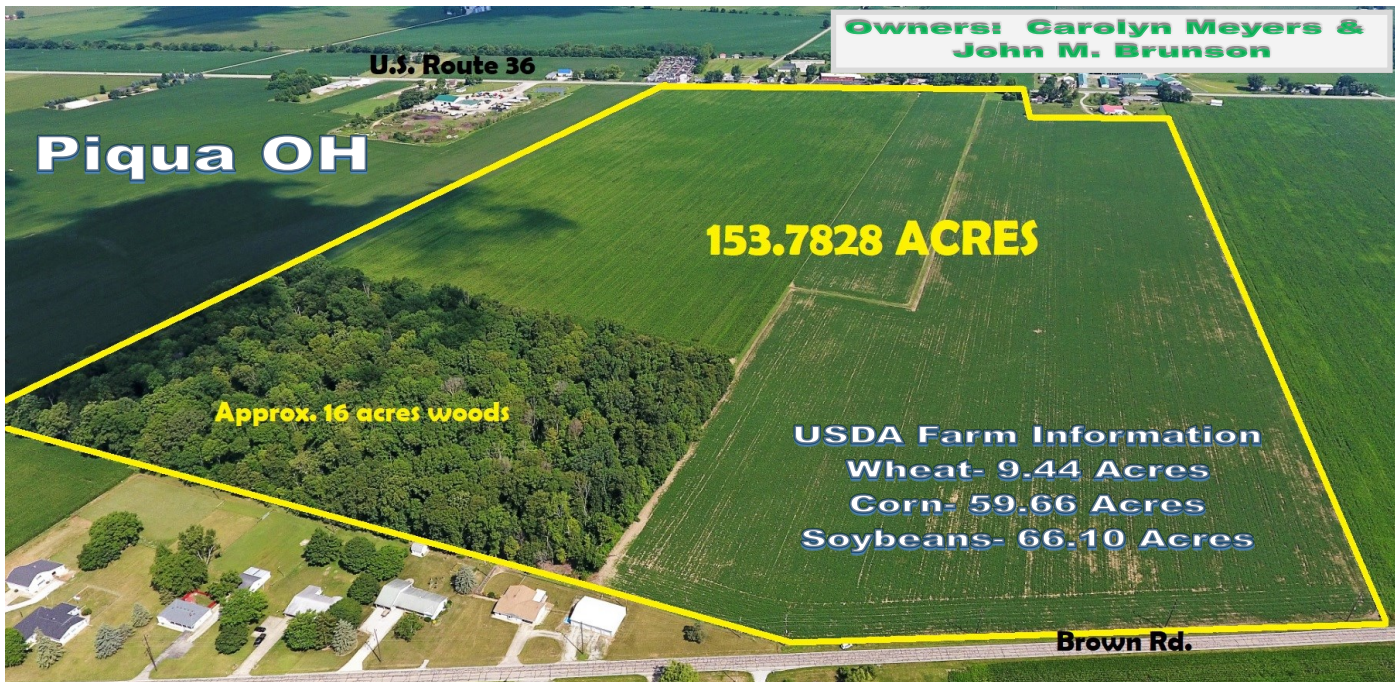 Owners: Carolyn Meyers &
John M. Brunson
U.S. Route 36
Piqua OH
153.7828 ACRES
Approx. 16 acres woods
USDA Farm Information
Wheat- 9.44 Acres
Corn- 59.66 Acres
Soybeans- 66.10 Acres
Brown Rd.